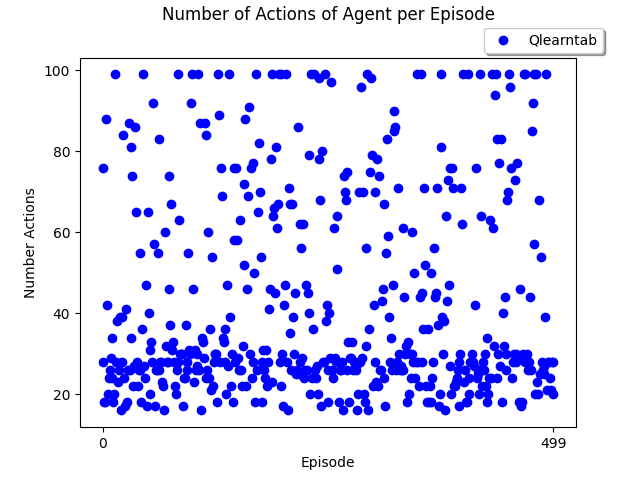 Number of Actions of Agent per Episode
Qlearntab
100
80
60
40
20
Number Actions
0
499
Episode